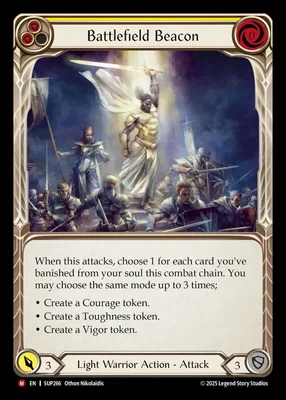 Battlefield Beacon
When this attacks, choose 1 for each card you've
banished from your soul this combat chain. You
may choose the same mode up to 3 times;
• Create a Courage token.
• Create a Toughness token.
• Create a Vigor token.
3
Light Warrior Action - Attack
3
M EN | SUP266 Othon Nikolaidis
© 2025 Legend Story Studios